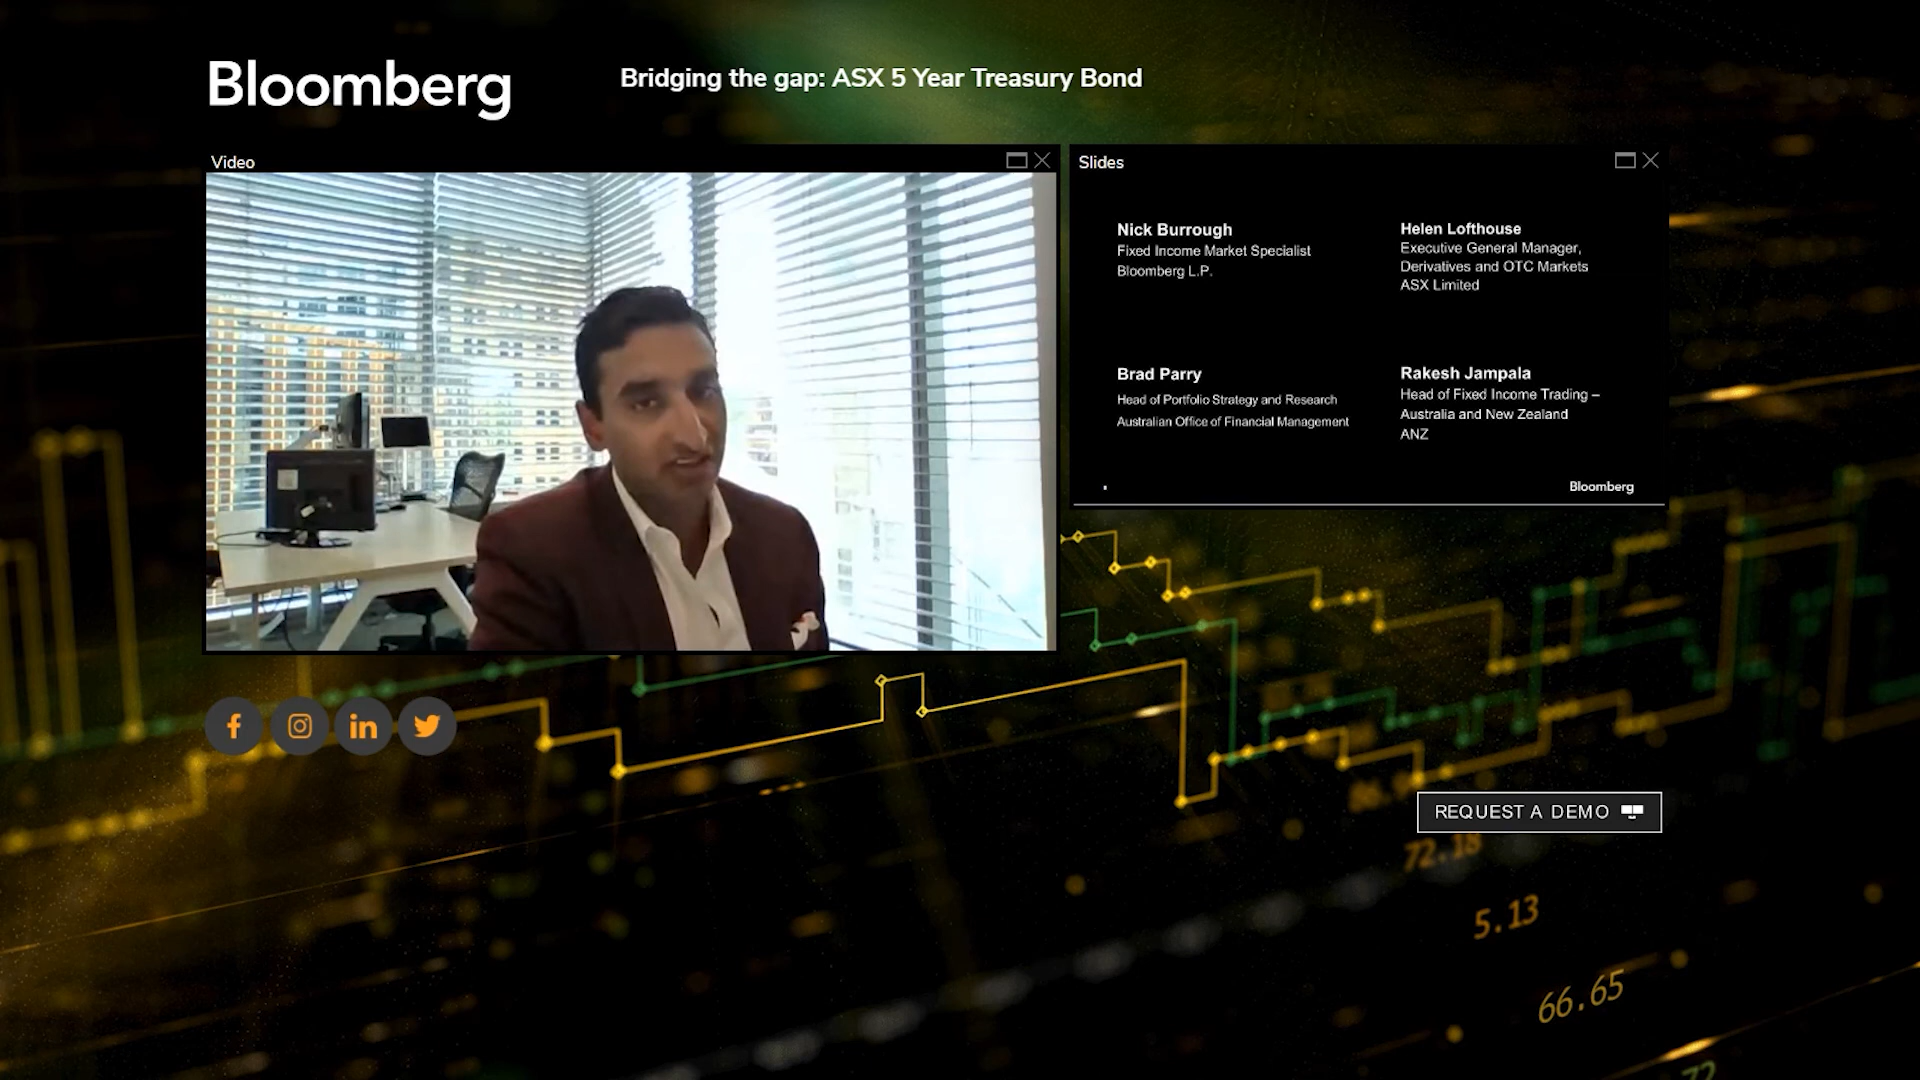 Bloomberg
Bridging the gap: ASX 5 Year Treasury Bond
Video
Slides
Nick Burrough
Fixed Income Market Specialist
Bloomberg L.P.
Helen Lofthouse
Executive General Manager,
Derivatives and OTC Markets
ASX Limited
Brad Parry
Head of Portfolio Strategy and Research
Australian Office of Financial Management
Rakesh Jampala
Head of Fixed Income Trading –
Australia and New Zealand
ANZ
Bloomberg
REQUEST A DEMO
72.18
5.13
66.65
72